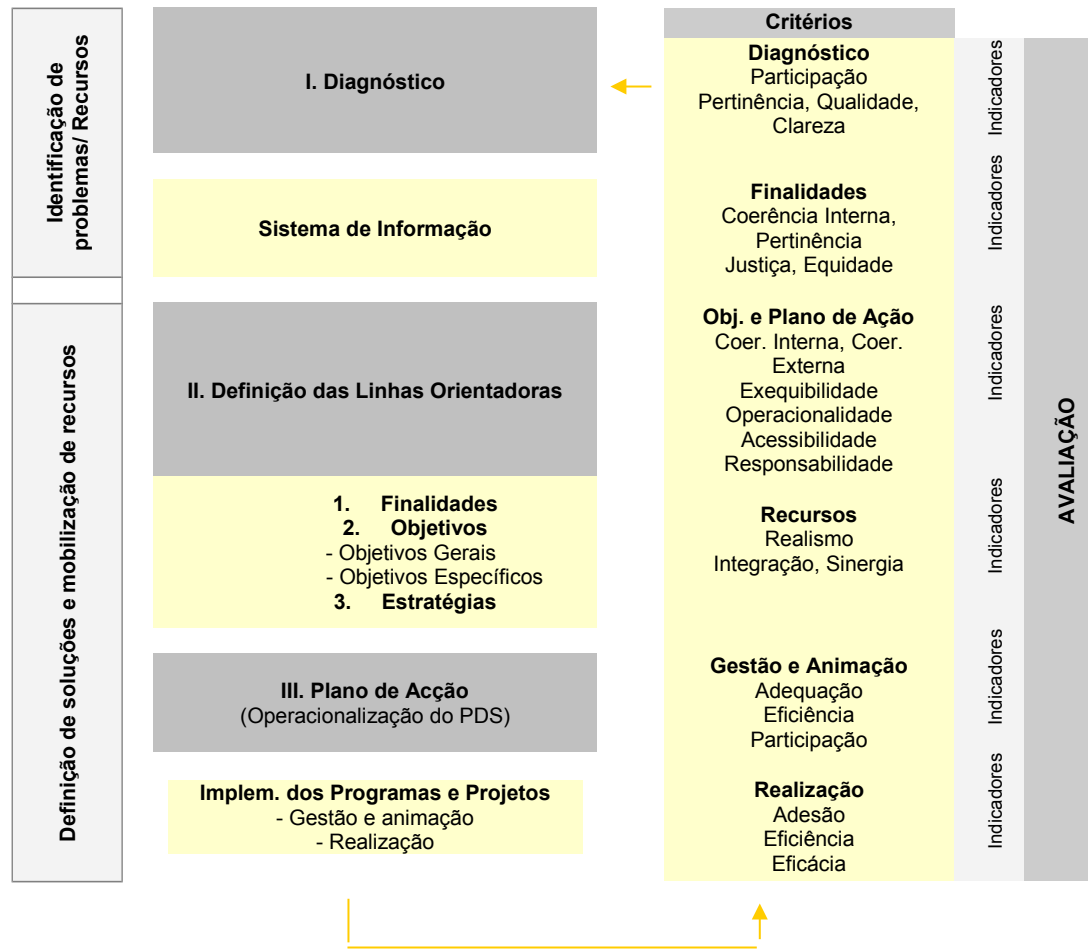 Identificação de
problemas/ Recursos
I. Diagnóstico
Sistema de Informação
Definição de soluções e mobilização de recursos
II. Definição das Linhas Orientadoras
1. Finalidades
2. Objetivos
- Objetivos Gerais
- Objetivos Específicos
3. Estratégias
III. Plano de Acção
(Operacionalização do PDS)
Implem. dos Programas e Projetos
- Gestão e animação
- Realização
Critérios
Diagnóstico
Participação
Pertinência, Qualidade,
Clareza
Finalidades
Coerência Interna,
Pertinência
Justiça, Equidade
Obj. e Plano de Ação
Coer. Interna, Coer.
Externa
Exequibilidade
Operacionalidade
Acessibilidade
Responsabilidade
Recursos
Realismo
Integração, Sinergia
Gestão e Animação
Adequação
Eficiência
Participação
Realização
Adesão
Eficiência
Eficácia
Indicadores
Indicadores
Indicadores
Indicadores
Indicadores
Indicadores
AVALIAÇÃO